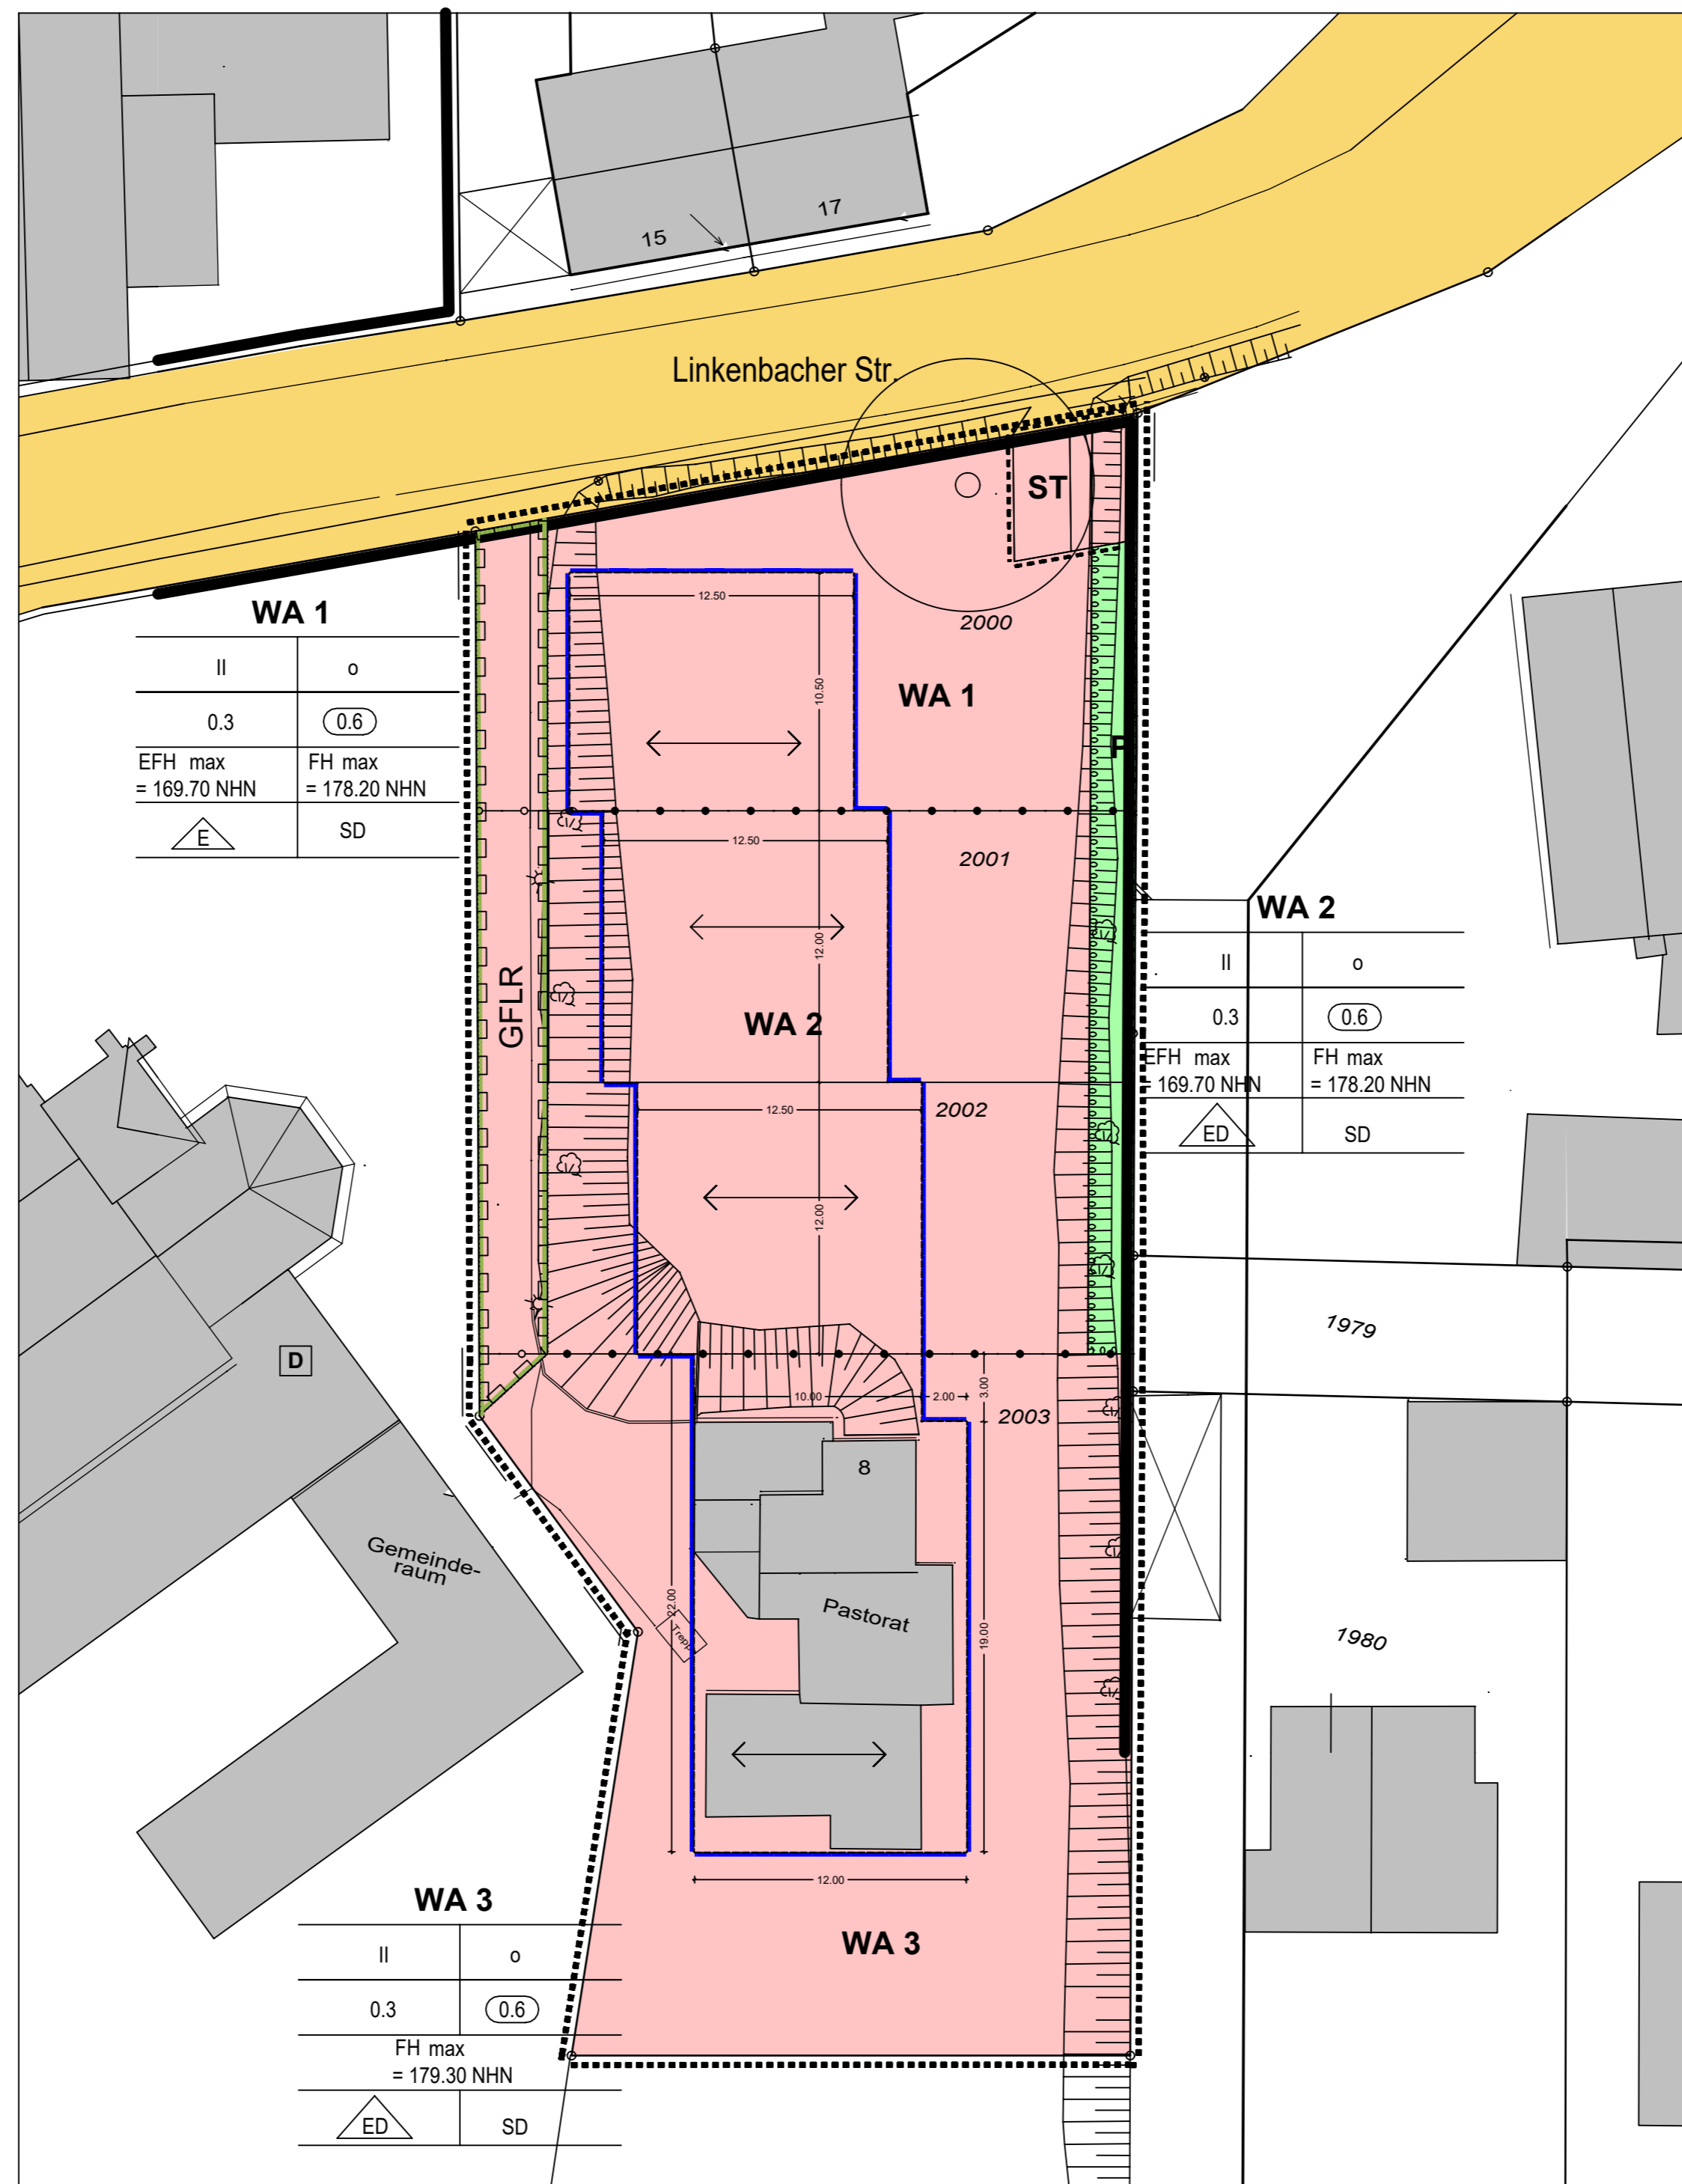 17
15
Linkenbacher Str.
ST
WA 1
II
o
0.3
0.6
EFH max
= 169.70 NHN
FH max
= 178.20 NHN
E
SD
12.50
10.50
2000
WA 1
P
12.50
2001
12.00
GFLR
WA 2
WA 2
II
o
0.3
0.6
EFH max
= 169.70 NHN
FH max
= 178.20 NHN
ED
SD
12.50
2002
12.00
1979
D
10.00
2.00
3.00
2003
8
Gemeinde-
raum
22.00
Trepp
Pastorat
19.00
1980
12.00
WA 3
WA 3
II
o
0.3
0.6
FH max
= 179.30 NHN
ED
SD